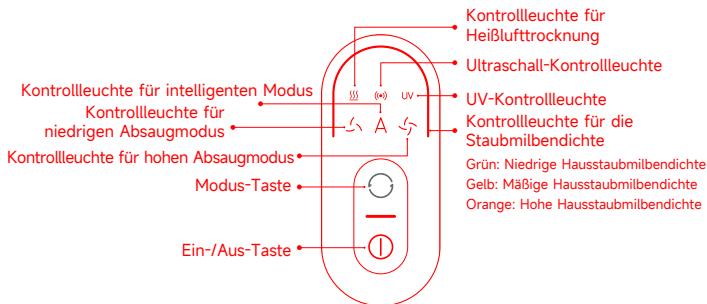 Kontrollleuchte für
Heißlufttrocknung
Ultraschall-Kontrollleuchte
UV-Kontrollleuchte
Kontrollleuchte für die
Staubmilbendichte
Grün: Niedrige Hausstaubmilbendichte
Gelb: Mäßige Hausstaubmilbendichte
Orange: Hohe Hausstaubmilbendichte
Kontrollleuchte für intelligenten Modus
Kontrollleuchte für
niedrigen Absaugmodus
Kontrollleuchte für hohen Absaugmodus
Modus-Taste
Ein-/Aus-Taste
UV
A